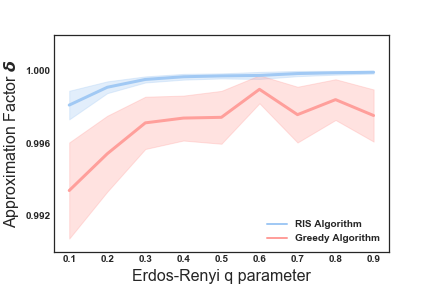 Approximation Factor δ
1.000
0.996
0.992
RIS Algorithm
Greedy Algorithm
0.1 0.2 0.3 0.4 0.5 0.6 0.7 0.8 0.9
Erdos-Renyi q parameter